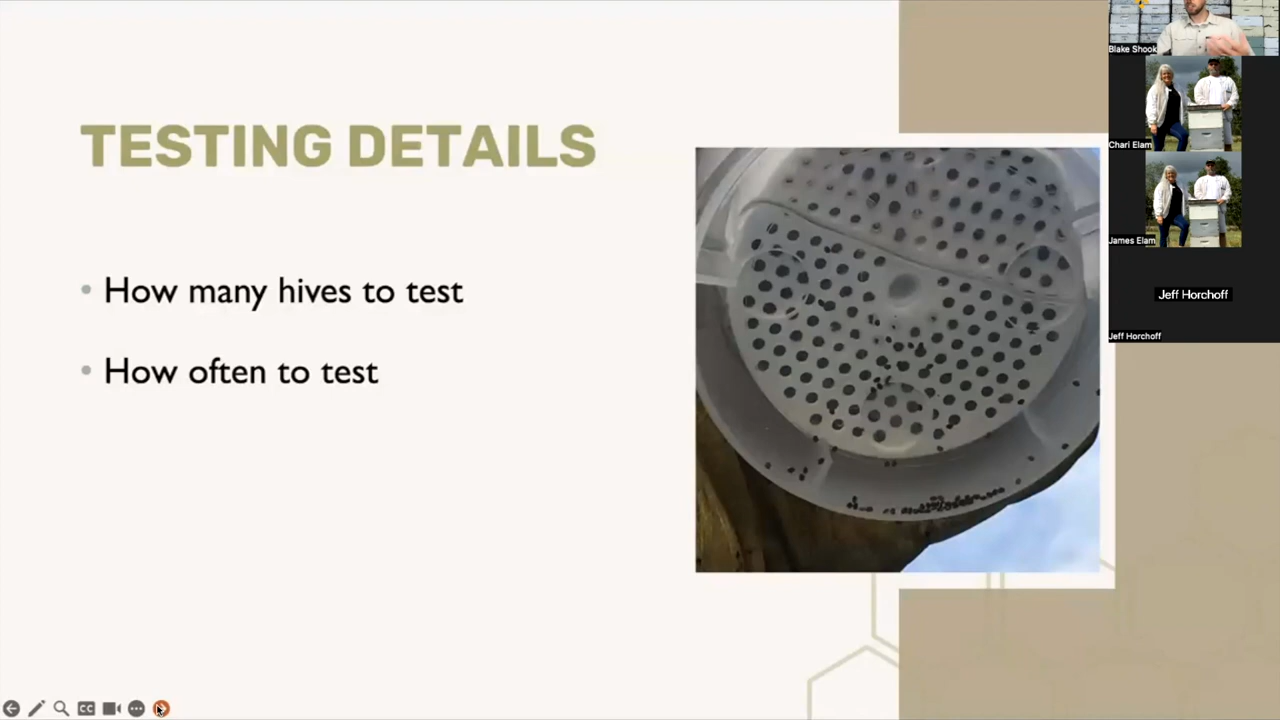 TESTING DETAILS
• How many hives to test
• How often to test
Blake Shook
Chari Elam
James Elam
Jeff Horchoff
Jeff Horchoff
CC